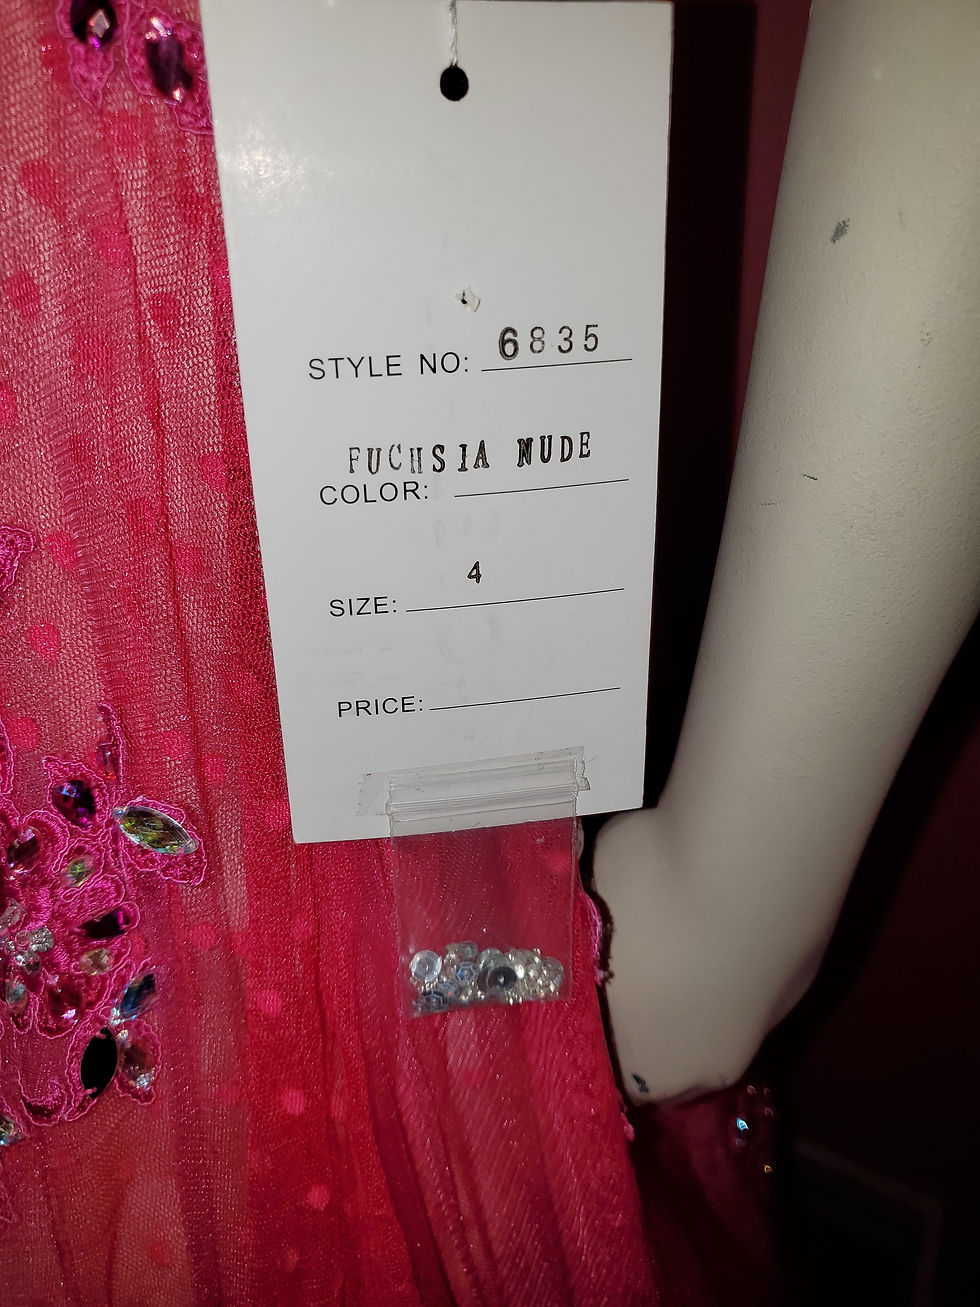 STYLE NO: 6835
FUCHSIA NUDE
COLOR:
SIZE: 4
PRICE: